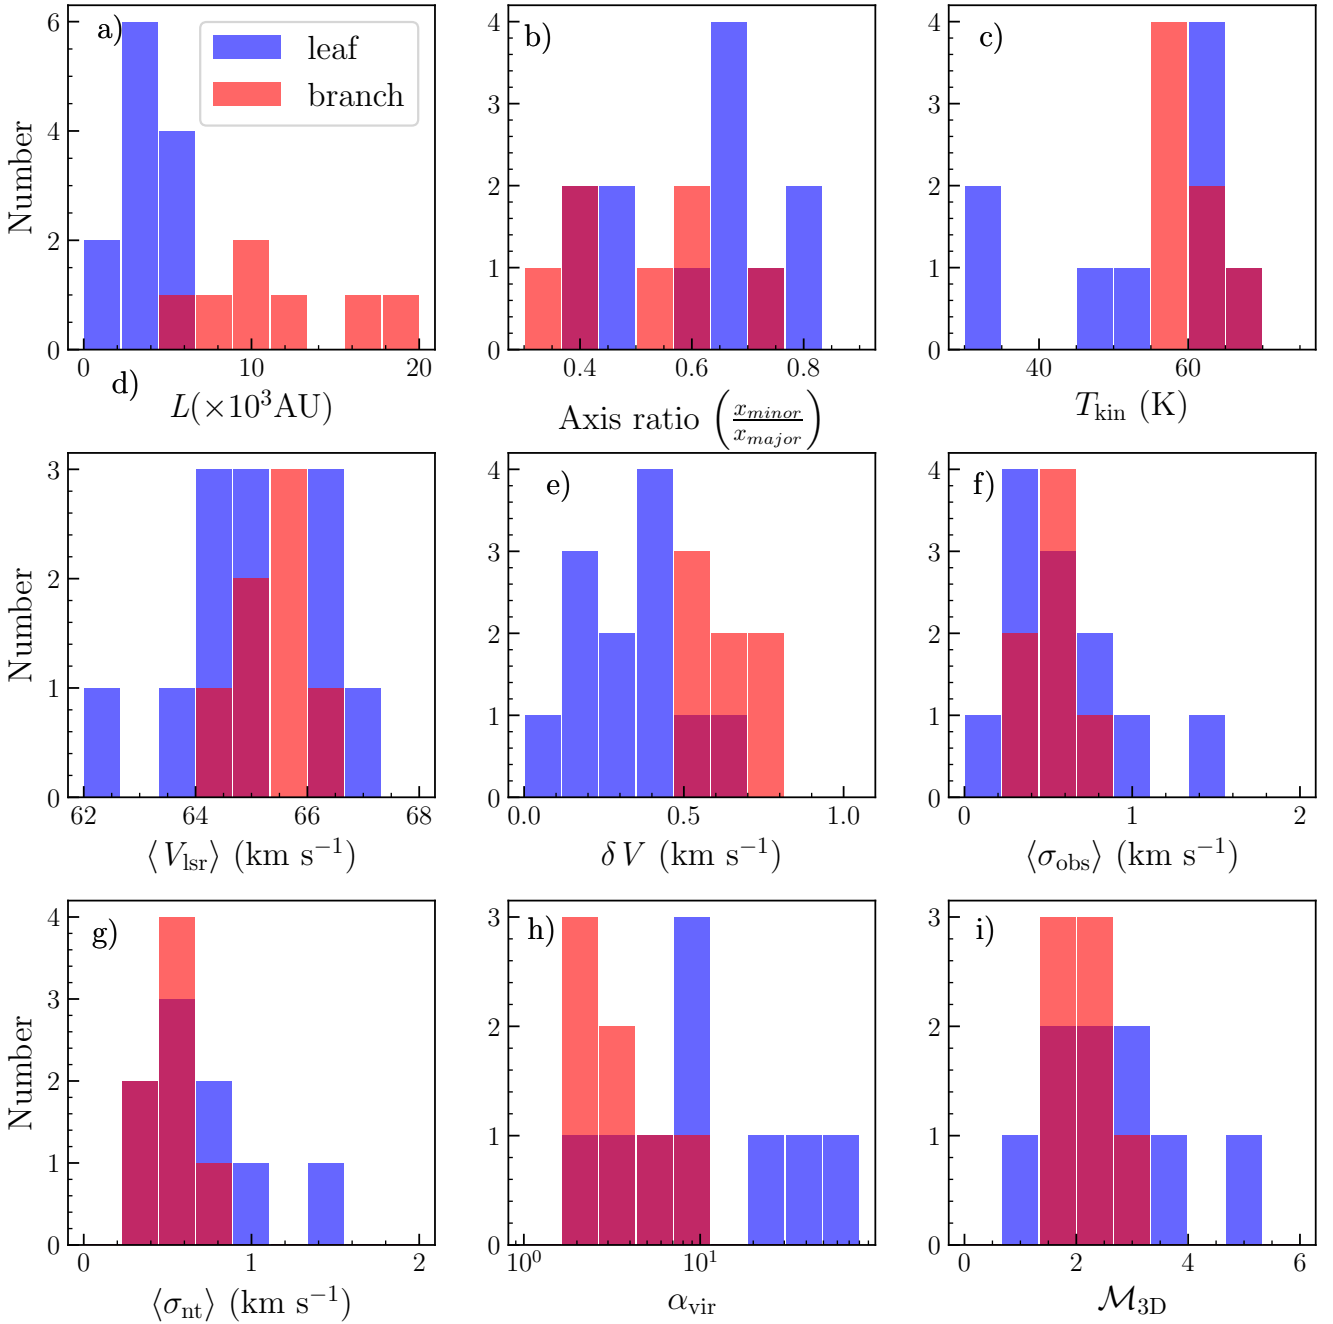 a)
leaf
branch
Number
6
4
2
0
0 10 20
d)
L(×10³AU)
b)
4
3
2
1
0
0.4 0.6 0.8
Axis ratio (x_minor/x_major)
c)
4
3
2
1
0
40 60
T_kin (K)
Number
3
2
1
0
62 64 66 68
⟨V_lsr⟩ (km s⁻¹)
e)
4
3
2
1
0
0.0 0.5 1.0
δV (km s⁻¹)
f)
4
3
2
1
0
0 1 2
⟨σ_obs⟩ (km s⁻¹)
g)
Number
4
3
2
1
0
0 1 2
⟨σ_nt⟩ (km s⁻¹)
h)
3
2
1
0
10⁰ 10¹
α_vir
i)
3
2
1
0
0 2 4 6
ℳ_3D